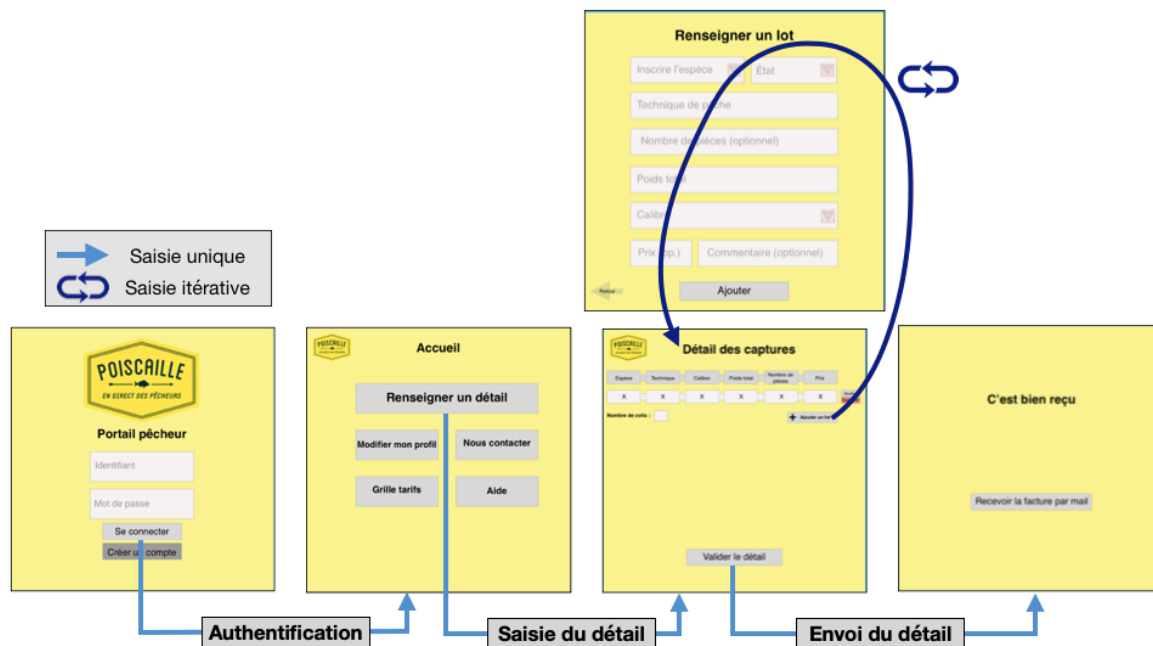 Renseigner un lot
Inscrire l'espèce
État
Technique de pêche
Nombre de pièces (optionnel)
Poids total
Calibre
Prix (op.)
Commentaire (optionnel)
Retour
Ajouter
Saisie unique
Saisie itérative
POISCAILLE
EN DIRECT DES PÊCHEURS
Portail pêcheur
Identifiant
Mot de passe
Se connecter
Créer un compte
POISCAILLE
Accueil
Renseigner un détail
Modifier mon profil
Nous contacter
Grille tarifs
Aide
POISCAILLE
Détail des captures
Espèce
Technique
Calibre
Poids total
Nombre de
pièces
Prix
X X X X X X
Nombre de colis :
+ Ajouter un lot
Valider le détail
C'est bien reçu
Recevoir la facture par mail
Authentification
Saisie du détail
Envoi du détail